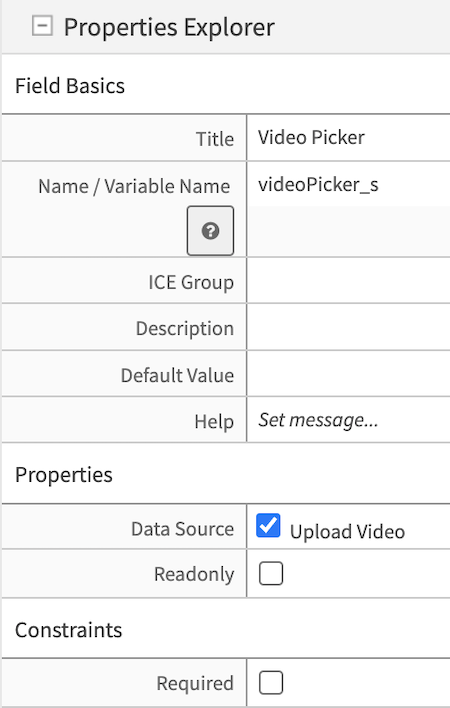 Properties Explorer
Field Basics
Title Video Picker
Name / Variable Name videoPicker_s
?
ICE Group
Description
Default Value
Help Set message...
Properties
Data Source Upload Video
Readonly
Constraints
Required